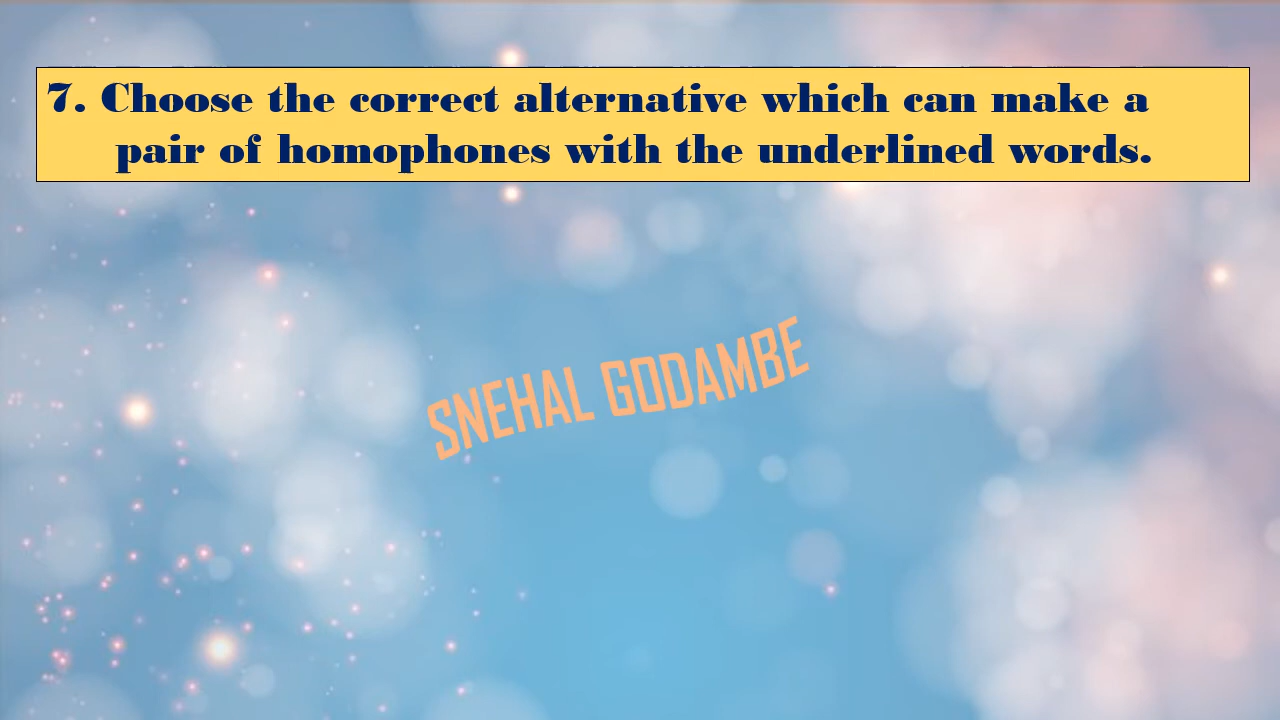 7. Choose the correct alternative which can make a
pair of homophones with the underlined words.
SNEHAL GODAMBE